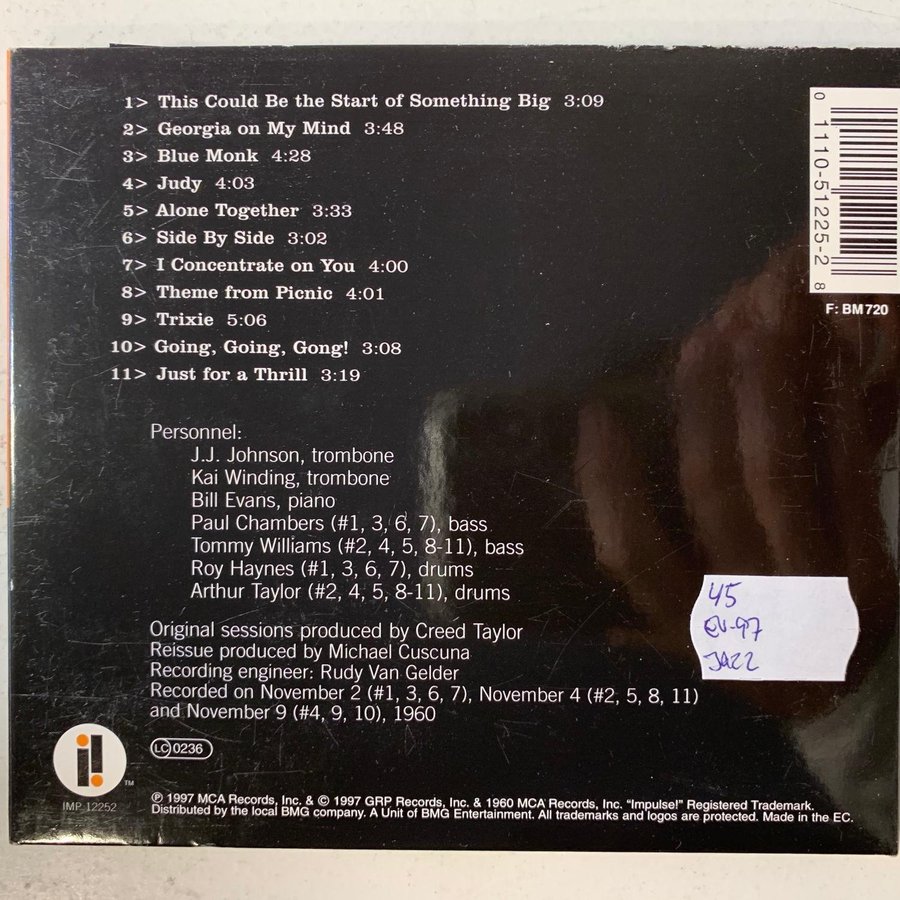 1> This Could Be the Start of Something Big 3:09
2> Georgia on My Mind 3:48
3> Blue Monk 4:28
4> Judy 4:03
5> Alone Together 3:33
6> Side By Side 3:02
7> I Concentrate on You 4:00
8> Theme from Picnic 4:01
9> Trixie 5:06
10> Going, Going, Gong! 3:08
11> Just for a Thrill 3:19
0 1110-51225-2 8
F: BM 720
Personnel:
J.J. Johnson, trombone
Kai Winding, trombone
Bill Evans, piano
Paul Chambers (#1, 3, 6, 7), bass
Tommy Williams (#2, 4, 5, 8-11), bass
Roy Haynes (#1, 3, 6, 7), drums
Arthur Taylor (#2, 4, 5, 8-11), drums
45
EV-97
JAZZ
Original sessions produced by Creed Taylor
Reissue produced by Michael Cuscuna
Recording engineer: Rudy Van Gelder
Recorded on November 2 (#1, 3, 6, 7), November 4 (#2, 5, 8, 11)
and November 9 (#4, 9, 10), 1960
LC 0236
i! TM
IMP 12252
℗ 1997 MCA Records, Inc. & © 1997 GRP Records, Inc. & 1960 MCA Records, Inc. "Impulse!" Registered Trademark.
Distributed by the local BMG company. A Unit of BMG Entertainment. All trademarks and logos are protected. Made in the EC.